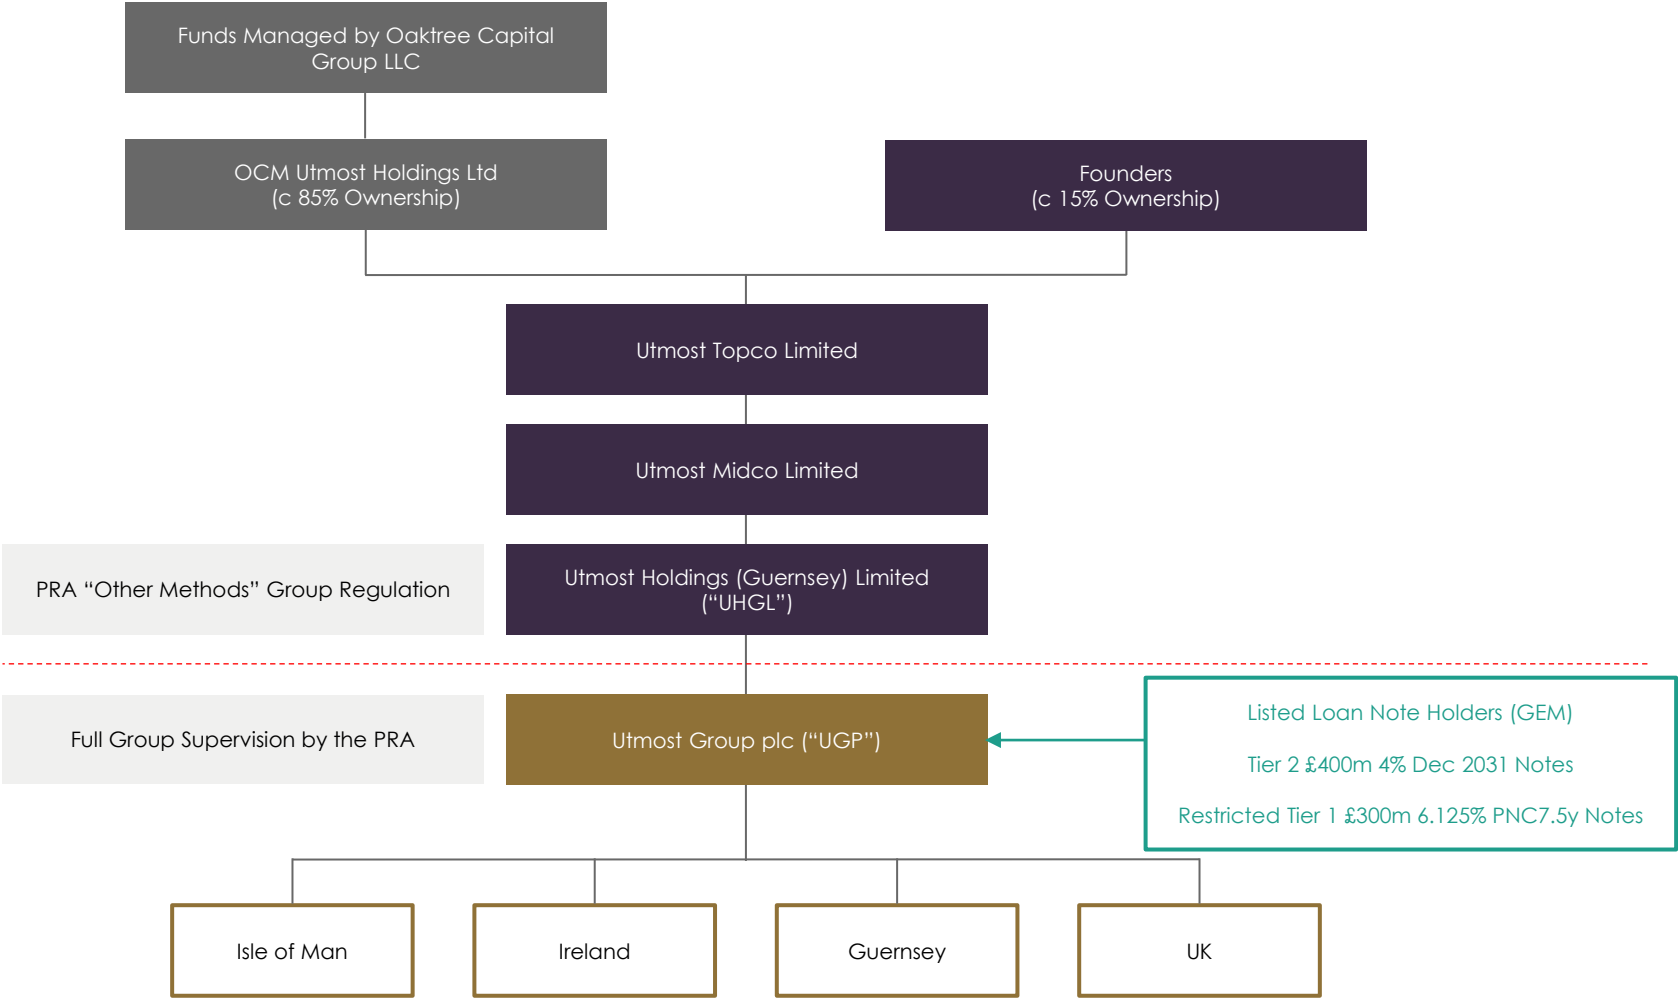 Funds Managed by Oaktree Capital
Group LLC
OCM Utmost Holdings Ltd
(c 85% Ownership)
Founders
(c 15% Ownership)
Utmost Topco Limited
Utmost Midco Limited
PRA “Other Methods” Group Regulation
Utmost Holdings (Guernsey) Limited
(“UHGL”)
Full Group Supervision by the PRA
Utmost Group plc (“UGP”)
Listed Loan Note Holders (GEM)
Tier 2 £400m 4% Dec 2031 Notes
Restricted Tier 1 £300m 6.125% PNC7.5y Notes
Isle of Man
Ireland
Guernsey
UK